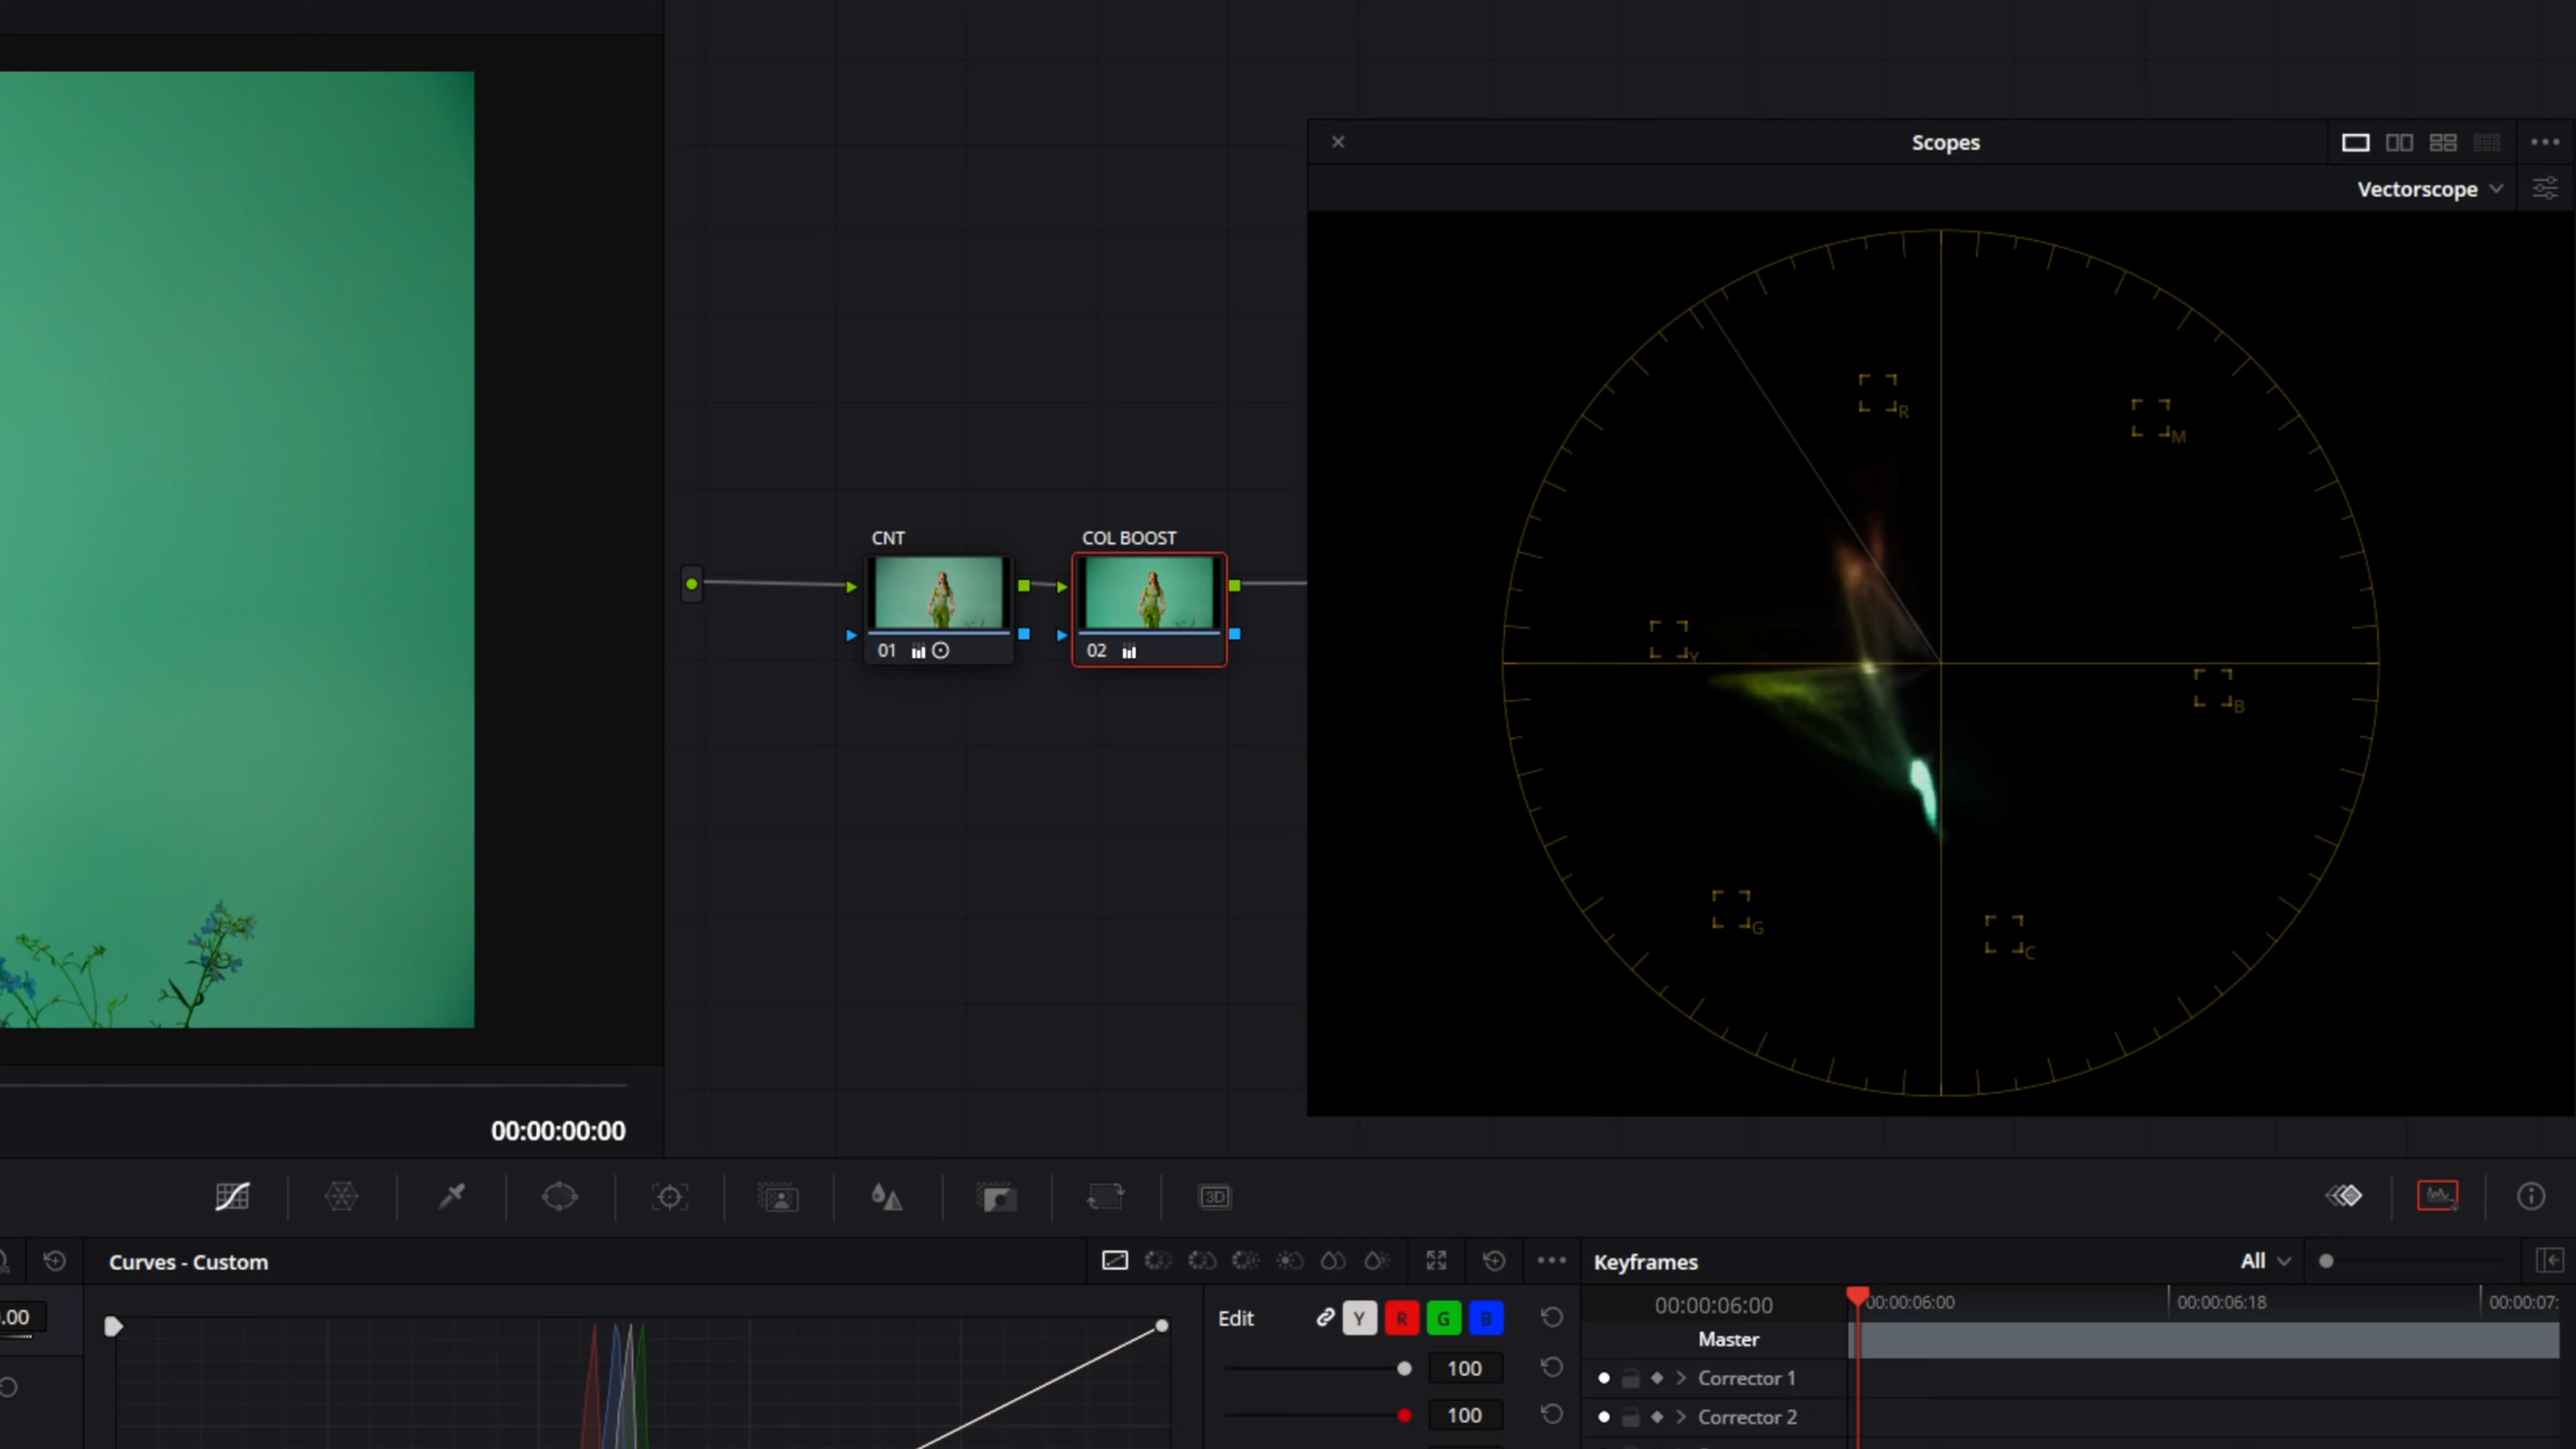 Scopes
Vectorscope
R
M
Y
B
G
C
CNT
COL BOOST
01
02
00:00:00:00
3D
Curves - Custom
Keyframes
All
.00
Edit
Y R G B
100
100
00:00:06:00
00:00:06:00
00:00:06:18
00:00:07:
Master
Corrector 1
Corrector 2